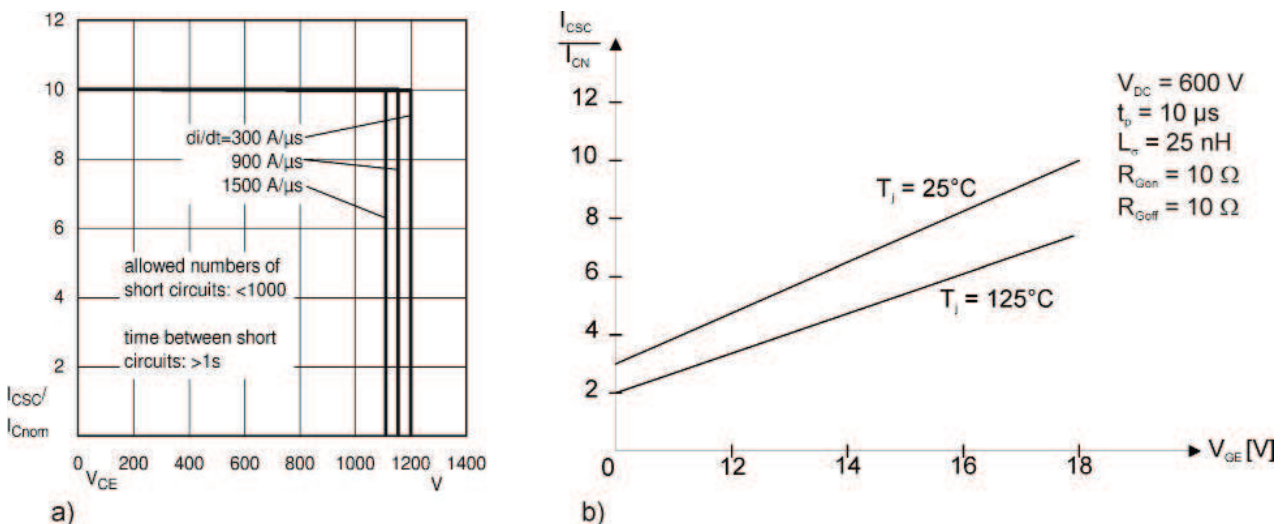 12
10
8
6
4
2
I_CSC/
I_Cnom
di/dt=300 A/µs
900 A/µs
1500 A/µs
allowed numbers of
short circuits: <1000
time between short
circuits: >1s
0 200 400 600 800 1000 1200 1400
V_CE V
a)
I_CSC
T_CN
12
10
8
6
4
2
T_j = 25°C
T_j = 125°C
V_DC = 600 V
t_p = 10 µs
L_σ = 25 nH
R_Gon = 10 Ω
R_Goff = 10 Ω
0 12 14 16 18 V_GE [V]
b)